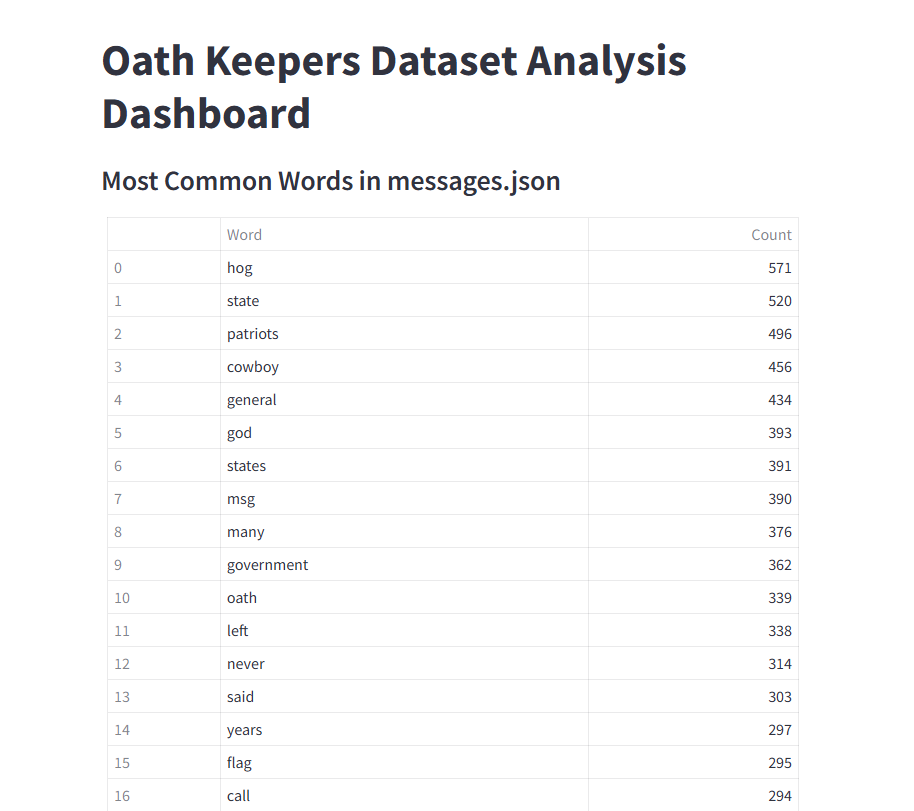 Oath Keepers Dataset Analysis
Dashboard
Most Common Words in messages.json
Word Count
0 hog 571
1 state 520
2 patriots 496
3 cowboy 456
4 general 434
5 god 393
6 states 391
7 msg 390
8 many 376
9 government 362
10 oath 339
11 left 338
12 never 314
13 said 303
14 years 297
15 flag 295
16 call 294